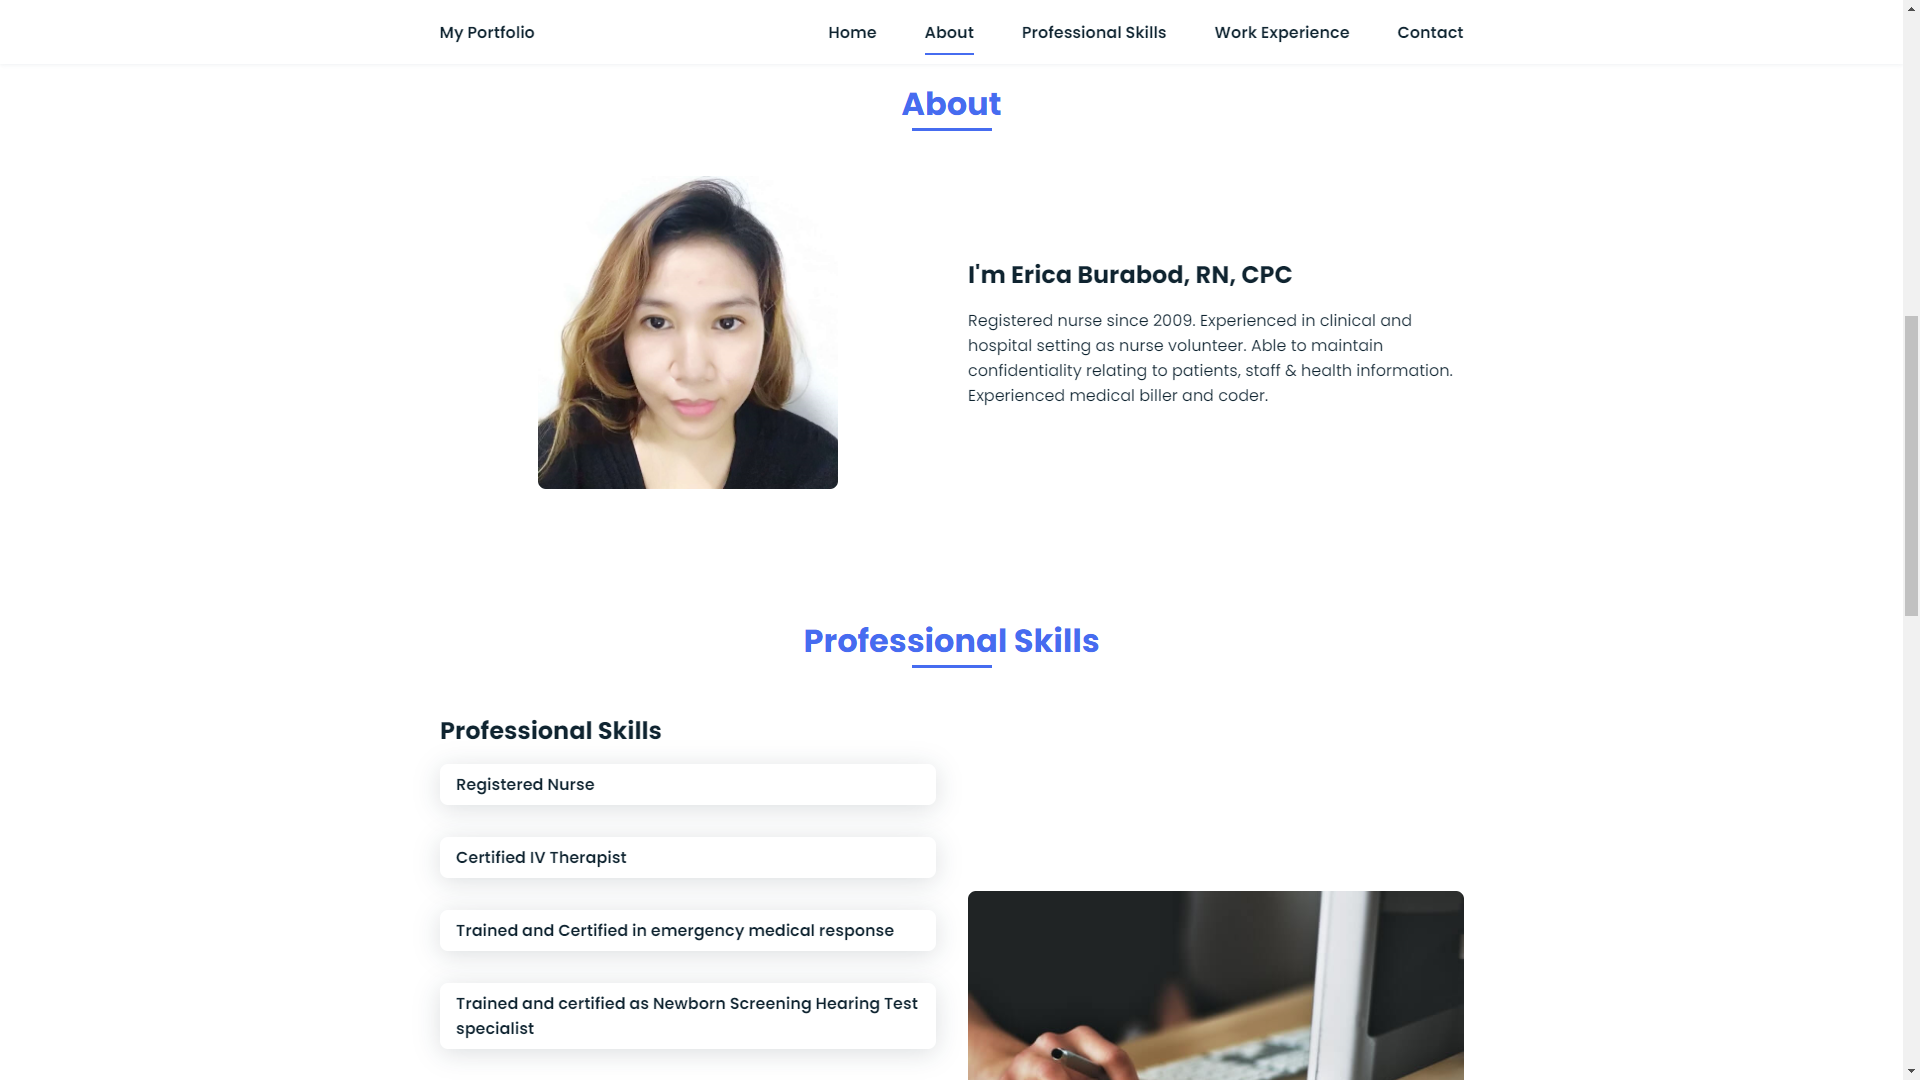 My Portfolio
Home
About
Professional Skills
Work Experience
Contact
About
I'm Erica Burabod, RN, CPC
Registered nurse since 2009. Experienced in clinical and
hospital setting as nurse volunteer. Able to maintain
confidentiality relating to patients, staff & health information.
Experienced medical biller and coder.
Professional Skills
Professional Skills
Registered Nurse
Certified IV Therapist
Trained and Certified in emergency medical response
Trained and certified as Newborn Screening Hearing Test
specialist